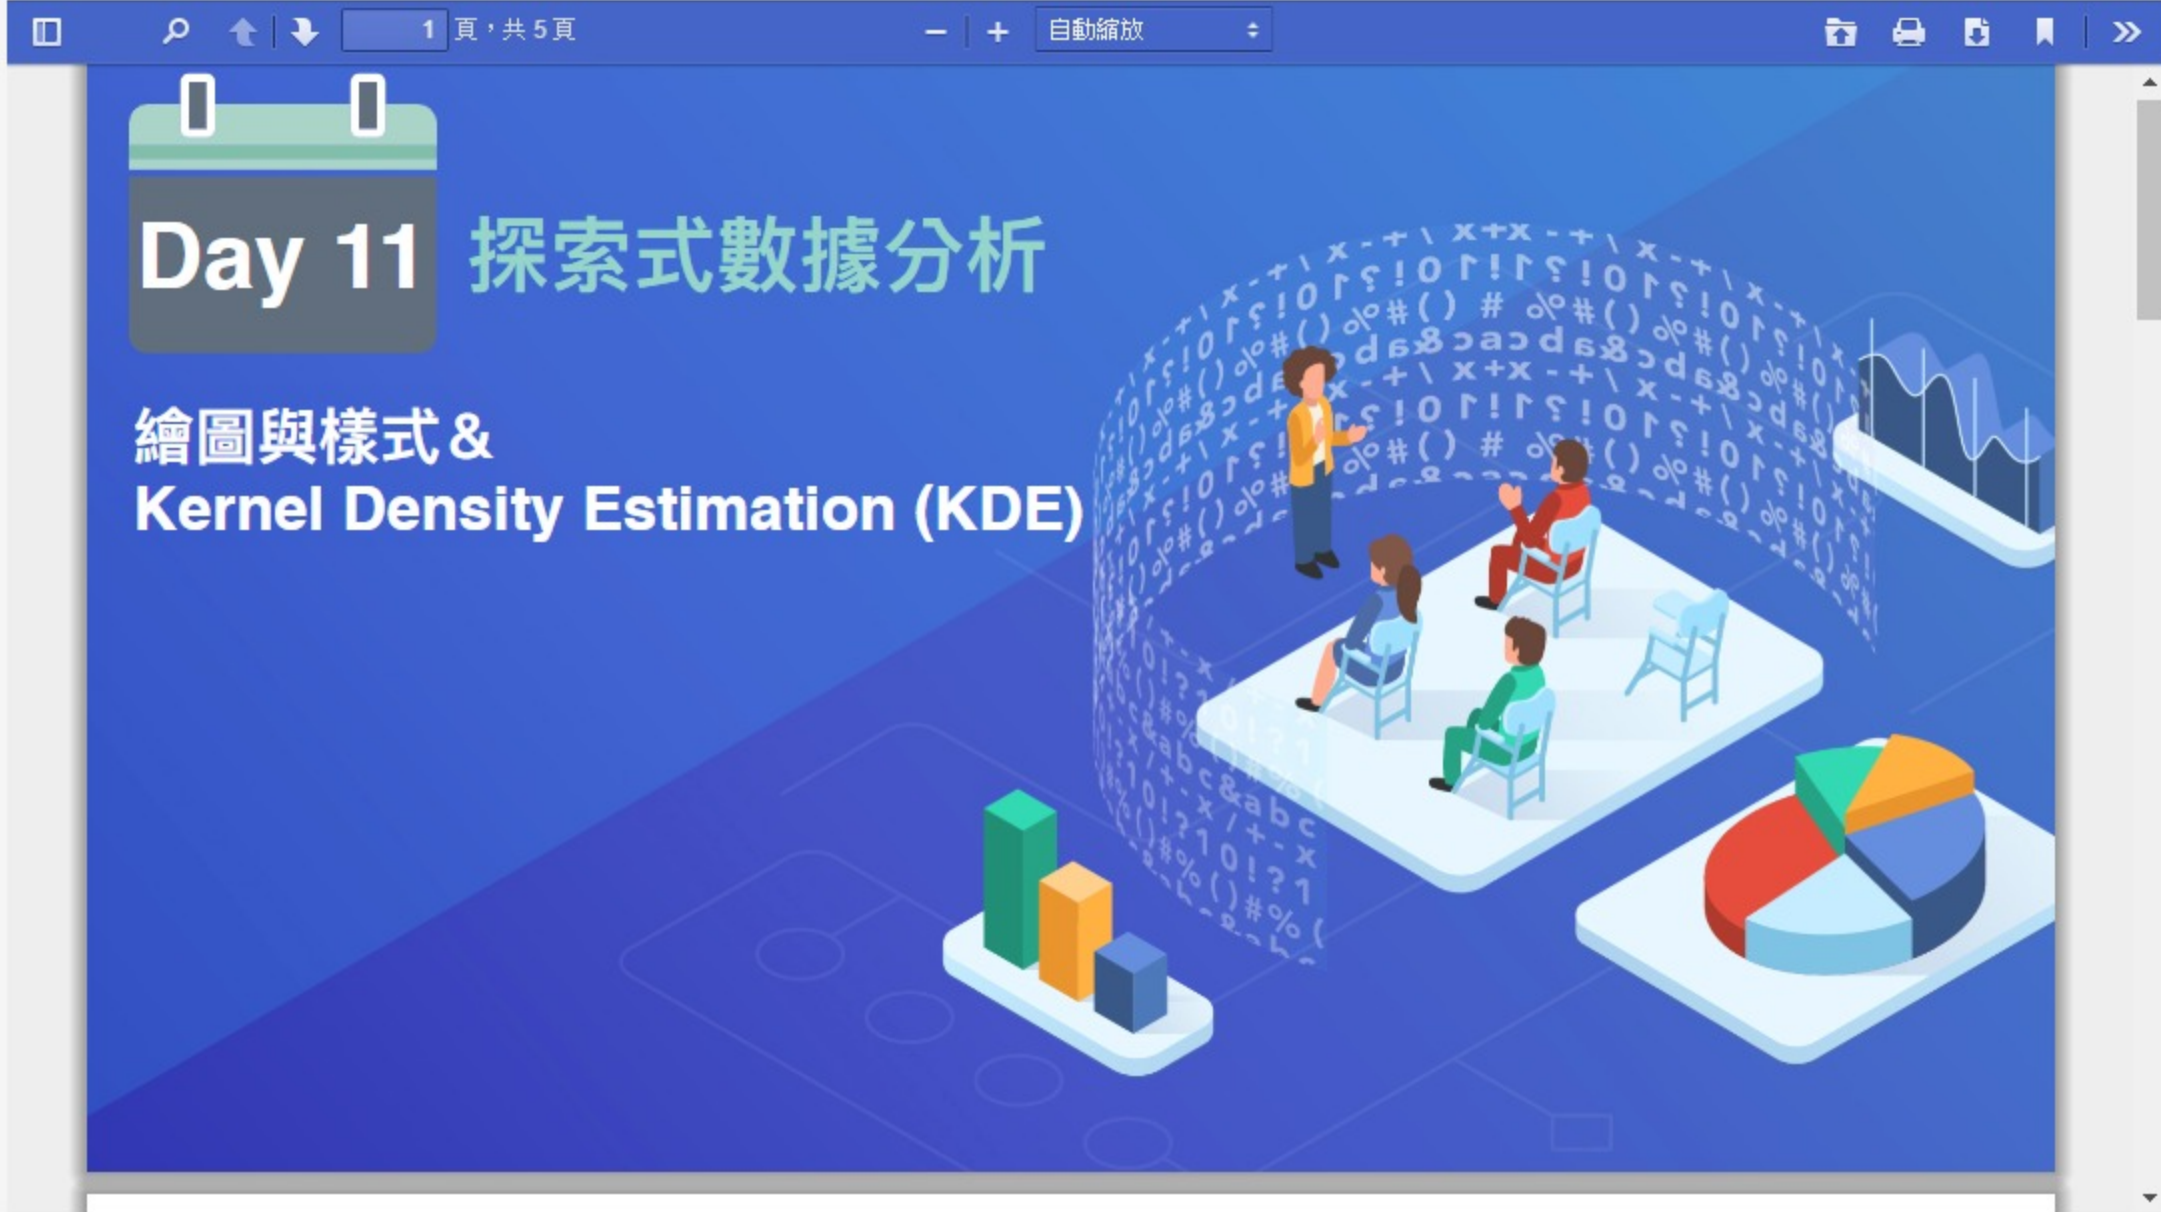 1 頁，共 5 頁
自動縮放
Day 11
探索式數據分析
繪圖與樣式&
Kernel Density Estimation (KDE)